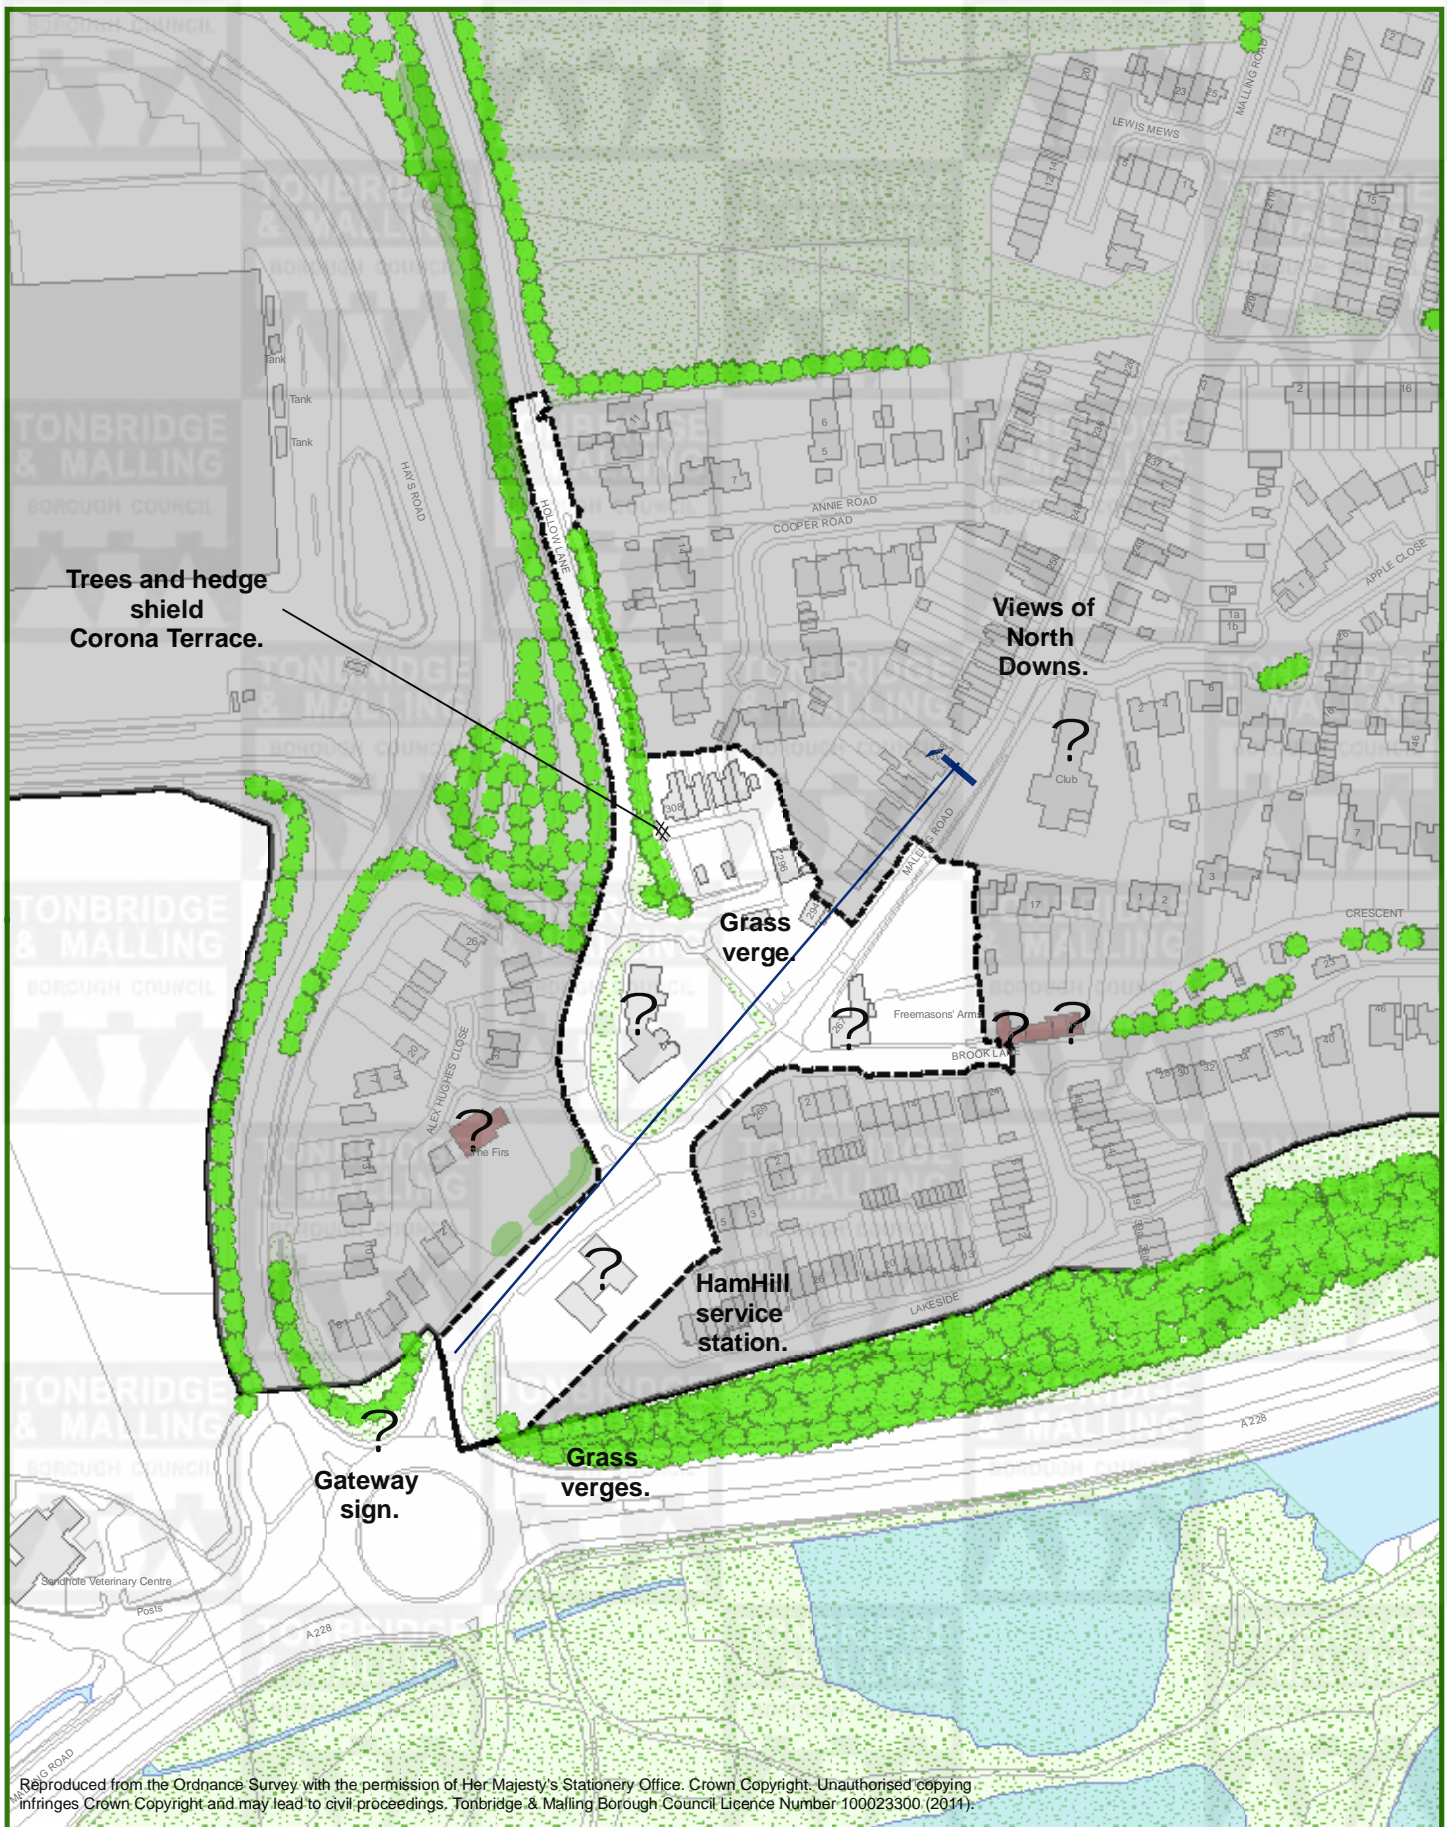 MALLING ROAD
LEWIS MEWS
Tank
Tank
Tank
HAYS ROAD
HOLLOW LANE
ANNIE ROAD
COOPER ROAD
APPLE CLOSE
Trees and hedge
shield
Corona Terrace.
Views of
North
Downs.
?
Club
MALLING ROAD
CRESCENT
Grass
verge.
?
?
Freemasons' Arms
?
?
BROOK LANE
ALEX HUGHES CLOSE
?
The Firs
?
HamHill
service
station.
LAKESIDE
A 228
?
Gateway
sign.
Grass
verges.
Sandhole Veterinary Centre
Posts
A 228
Reproduced from the Ordnance Survey with the permission of Her Majesty's Stationery Office. Crown Copyright. Unauthorised copying
infringes Crown Copyright and may lead to civil proceedings. Tonbridge & Malling Borough Council Licence Number 100023300 (2011).
TONBRIDGE
& MALLING
BOROUGH COUNCIL